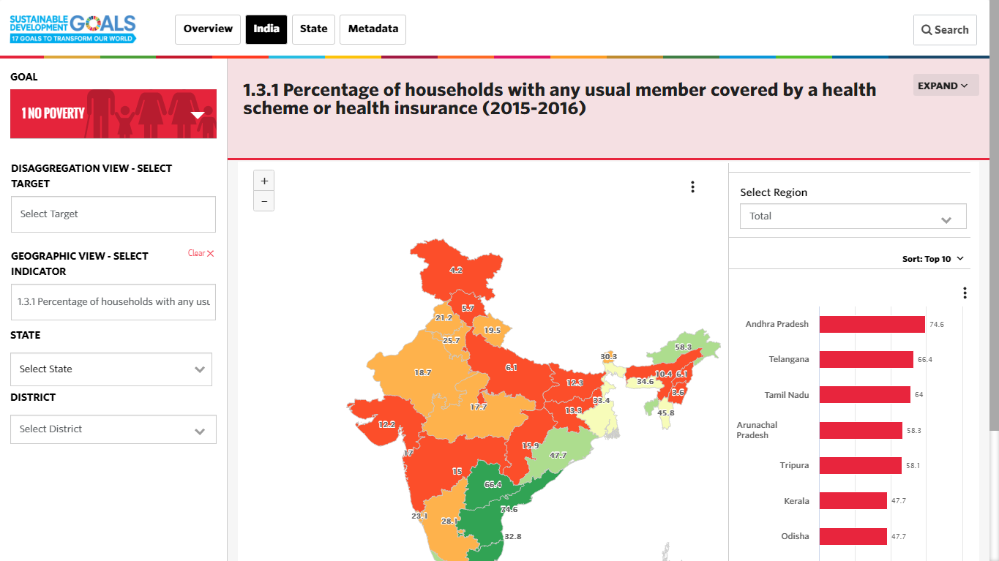 SUSTAINABLE
DEVELOPMENT GOALS
17 GOALS TO TRANSFORM OUR WORLD
Overview
India
State
Metadata
Search
GOAL
1 NO POVERTY
DISAGGREGATION VIEW - SELECT
TARGET
Select Target
GEOGRAPHIC VIEW - SELECT
INDICATOR
Clear
1.3.1 Percentage of households with any usu
STATE
Select State
DISTRICT
Select District
1.3.1 Percentage of households with any usual member covered by a health
scheme or health insurance (2015-2016)
EXPAND
+
−
4.2
5.7
21.2
19.5
25.7
58.3
30.3
6.1
18.7
10.4
6.1
12.3
34.6
3.6
33.4
17.7
13.3
45.8
12.2
15.9
17
47.7
15
66.4
74.6
23.1
28.1
32.8
Select Region
Total
Sort: Top 10
Andhra Pradesh
74.6
Telangana
66.4
Tamil Nadu
64
Arunachal
Pradesh
58.3
Tripura
58.1
Kerala
47.7
Odisha
47.7